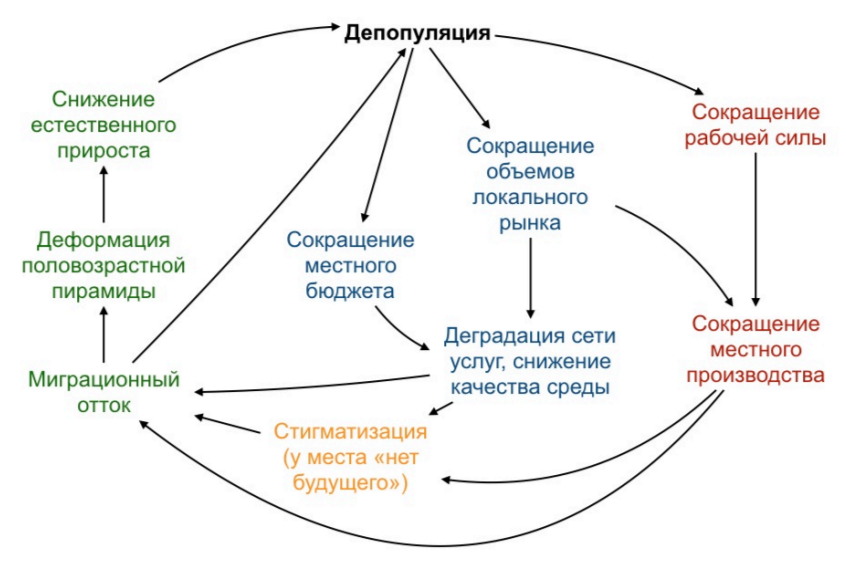 Депопуляция
Снижение
естественного
прироста
Сокращение
рабочей силы
Сокращение
объемов
локального
рынка
Деформация
половозрастной
пирамиды
Сокращение
местного
бюджета
Деградация сети
услуг, снижение
качества среды
Сокращение
местного
производства
Миграционный
отток
Стигматизация
(у места «нет
будущего»)